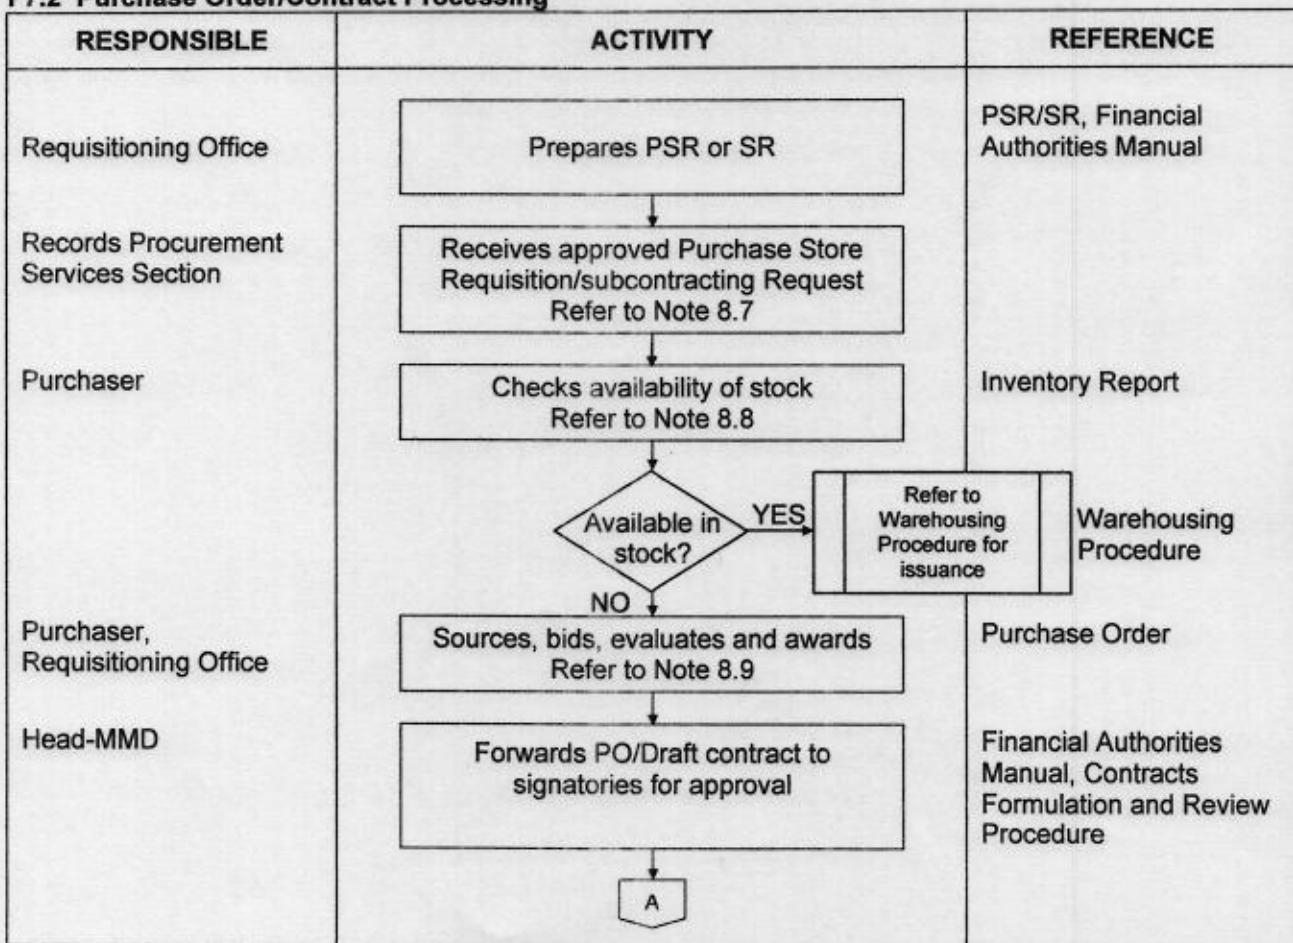 Purchase Order/Contract Processing
RESPONSIBLE
ACTIVITY
REFERENCE
Requisitioning Office
Prepares PSR or SR
PSR/SR, Financial
Authorities Manual
Records Procurement
Services Section
Receives approved Purchase Store
Requisition/subcontracting Request
Refer to Note 8.7
Purchaser
Checks availability of stock
Refer to Note 8.8
Inventory Report
Available in
stock?
YES
Refer to
Warehousing
Procedure for
issuance
Warehousing
Procedure
NO
Purchaser,
Requisitioning Office
Sources, bids, evaluates and awards
Refer to Note 8.9
Purchase Order
Head-MMD
Forwards PO/Draft contract to
signatories for approval
Financial Authorities
Manual, Contracts
Formulation and Review
Procedure
A